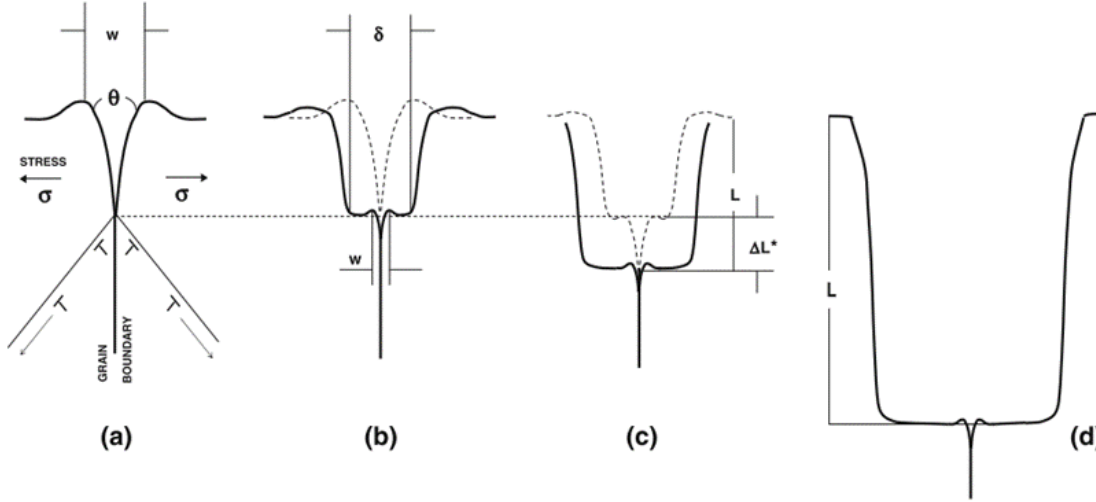 w
θ
STRESS
σ
σ
GRAIN
BOUNDARY
(a)
δ
w
(b)
L
ΔL*
(c)
L
(d)